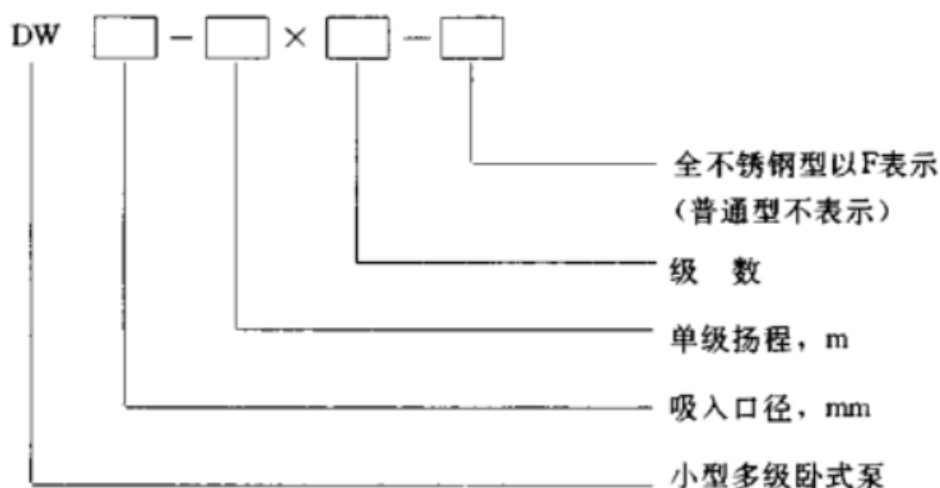 DW □ - □ × □ - □
全不锈钢型以F表示
(普通型不表示)
级 数
单级扬程, m
吸入口径, mm
小型多级卧式泵